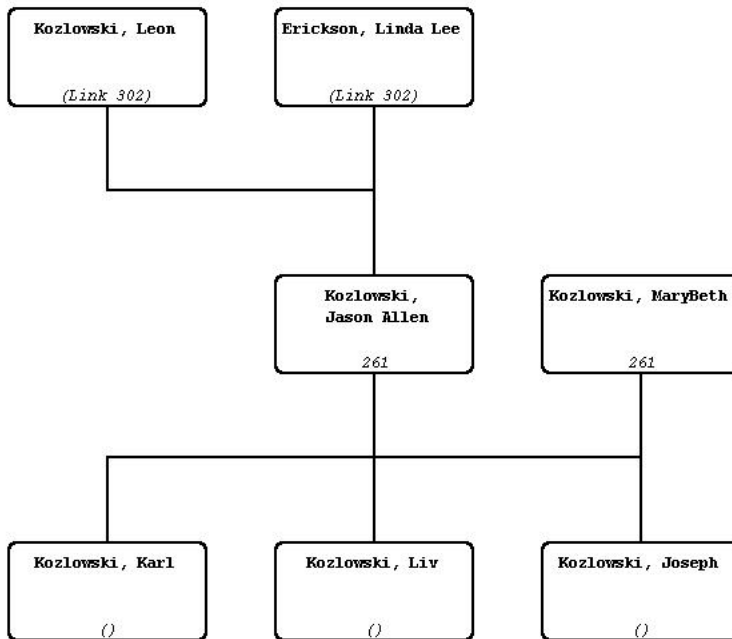 Kozlowski, Leon
(Link 302)
Erickson, Linda Lee
(Link 302)
Kozlowski,
Jason Allen
261
Kozlowski, MaryBeth
261
Kozlowski, Karl
()
Kozlowski, Liv
()
Kozlowski, Joseph
()